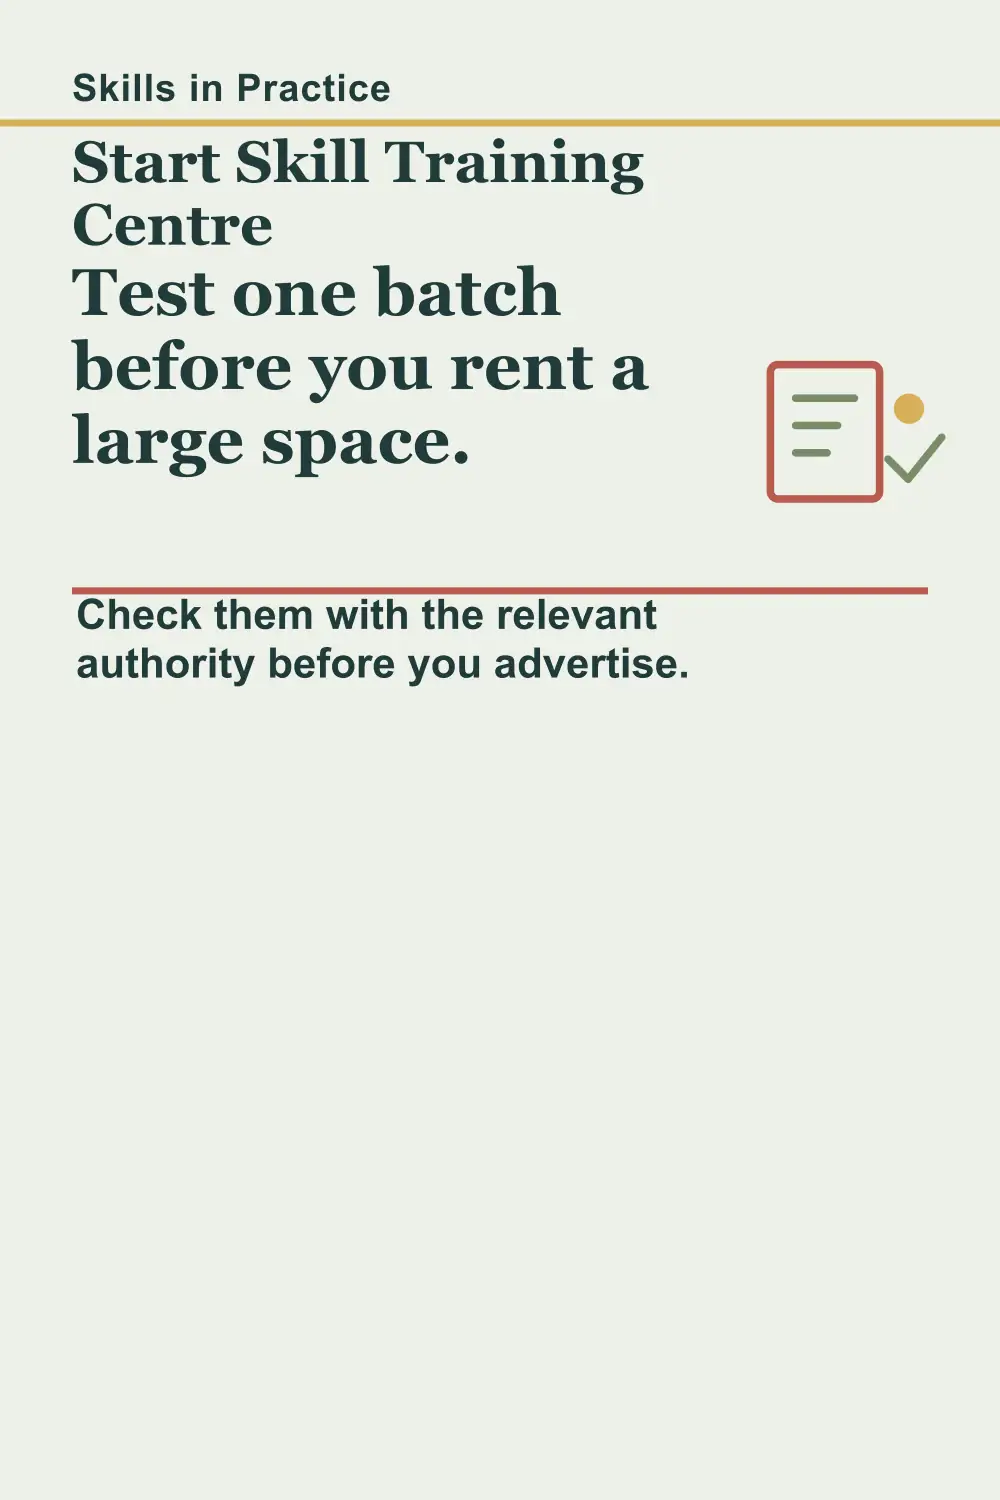 Skills in Practice
Start Skill Training
Centre
Test one batch
before you rent a
large space.
Check them with the relevant
authority before you advertise.